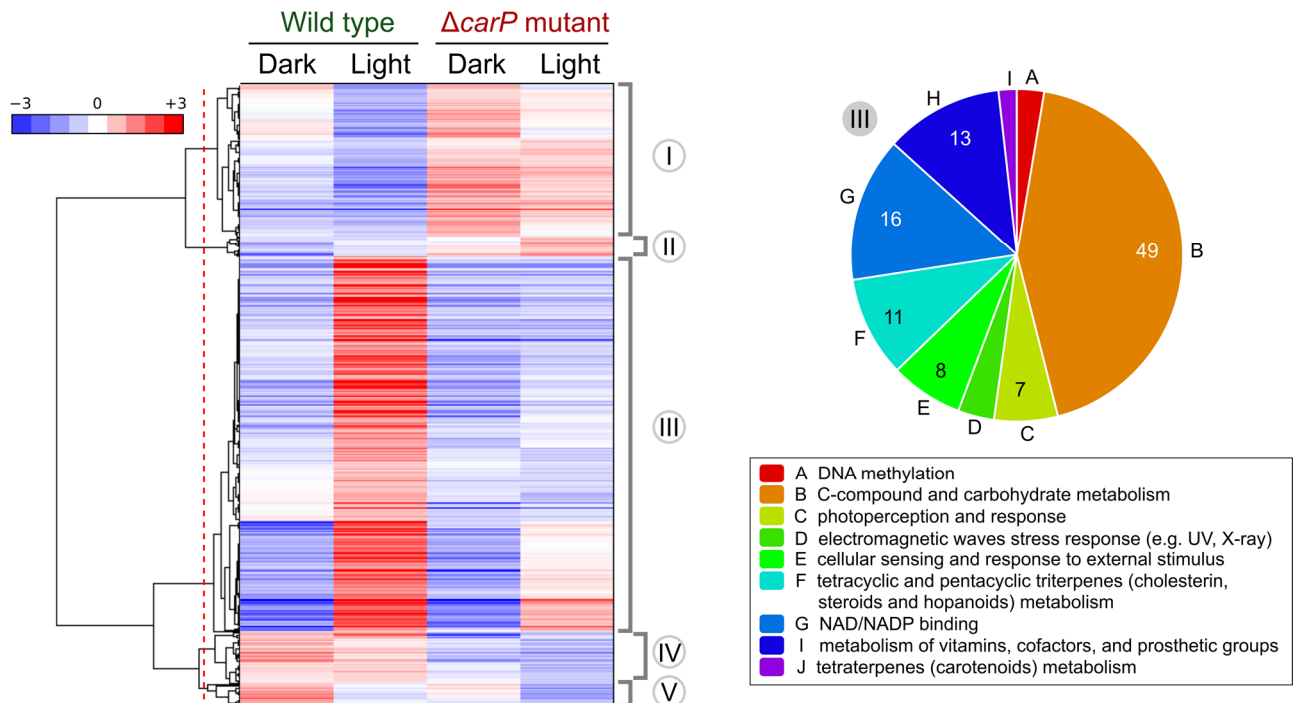 Wild type ΔcarP mutant
Dark Light Dark Light
−3 0 +3
I
II
III
IV
V
III
I A
H
13
G
16
49 B
F
11
8
7
E
D
C
A DNA methylation
B C-compound and carbohydrate metabolism
C photoperception and response
D electromagnetic waves stress response (e.g. UV, X-ray)
E cellular sensing and response to external stimulus
F tetracyclic and pentacyclic triterpenes (cholesterin,
steroids and hopanoids) metabolism
G NAD/NADP binding
I metabolism of vitamins, cofactors, and prosthetic groups
J tetraterpenes (carotenoids) metabolism